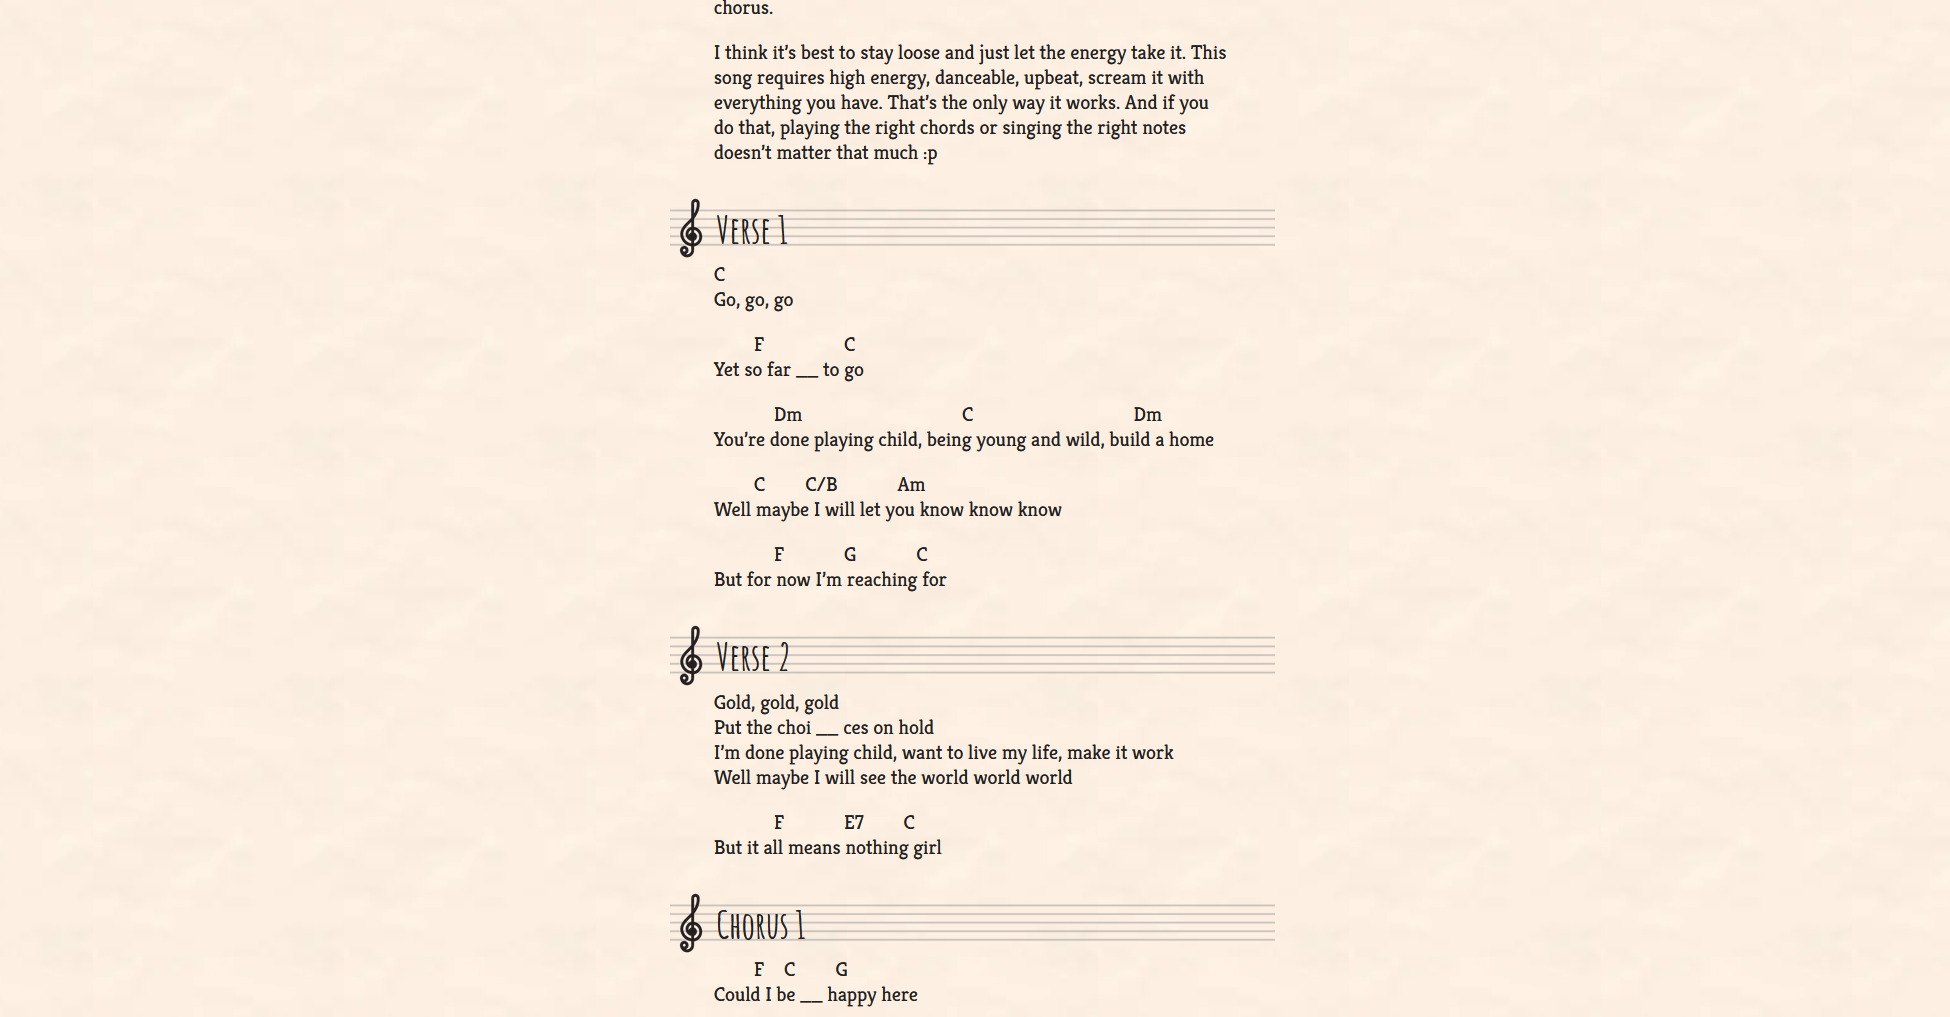 chorus.
I think it's best to stay loose and just let the energy take it. This
song requires high energy, danceable, upbeat, scream it with
everything you have. That's the only way it works. And if you
do that, playing the right chords or singing the right notes
doesn't matter that much :p
Verse 1
C
Go, go, go
F C
Yet so far __ to go
Dm C Dm
You're done playing child, being young and wild, build a home
C C/B Am
Well maybe I will let you know know know
F G C
But for now I'm reaching for
Verse 2
Gold, gold, gold
Put the choi __ ces on hold
I'm done playing child, want to live my life, make it work
Well maybe I will see the world world world
F E7 C
But it all means nothing girl
Chorus 1
F C G
Could I be __ happy here